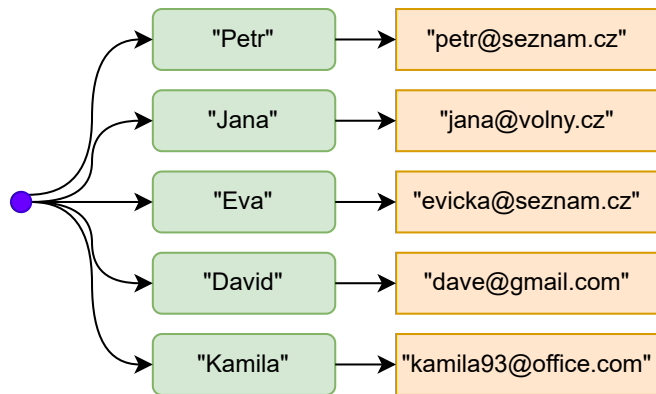 "Petr" "petr@seznam.cz"
"Jana" "jana@volny.cz"
"Eva" "evicka@seznam.cz"
"David" "dave@gmail.com"
"Kamila" "kamila93@office.com"